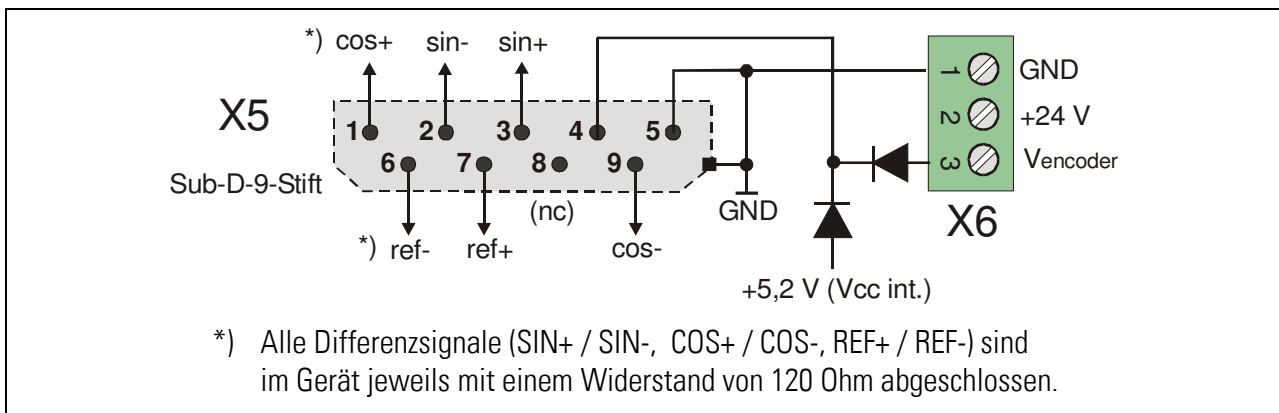 *) cos+ sin- sin+
X5
1 2 3 4 5
6 7 8 9
Sub-D-9-Stift
(nc)
GND
*) ref- ref+ cos-
+5,2 V (Vcc int.)
1 GND
2 +24 V
3 Vencoder
X6
*) Alle Differenzsignale (SIN+ / SIN-, COS+ / COS-, REF+ / REF-) sind
im Gerät jeweils mit einem Widerstand von 120 Ohm abgeschlossen.